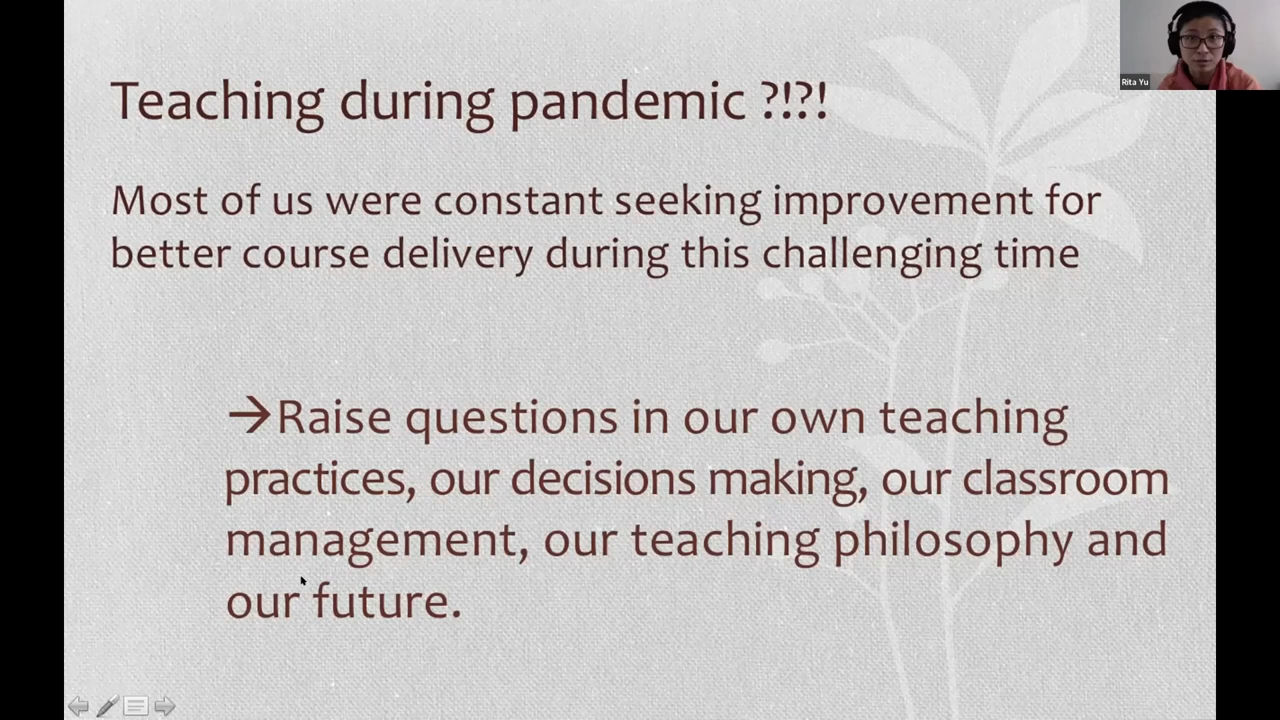 Teaching during pandemic ?!?!
Rita Yu
Most of us were constant seeking improvement for
better course delivery during this challenging time
→Raise questions in our own teaching
practices, our decisions making, our classroom
management, our teaching philosophy and
our future.